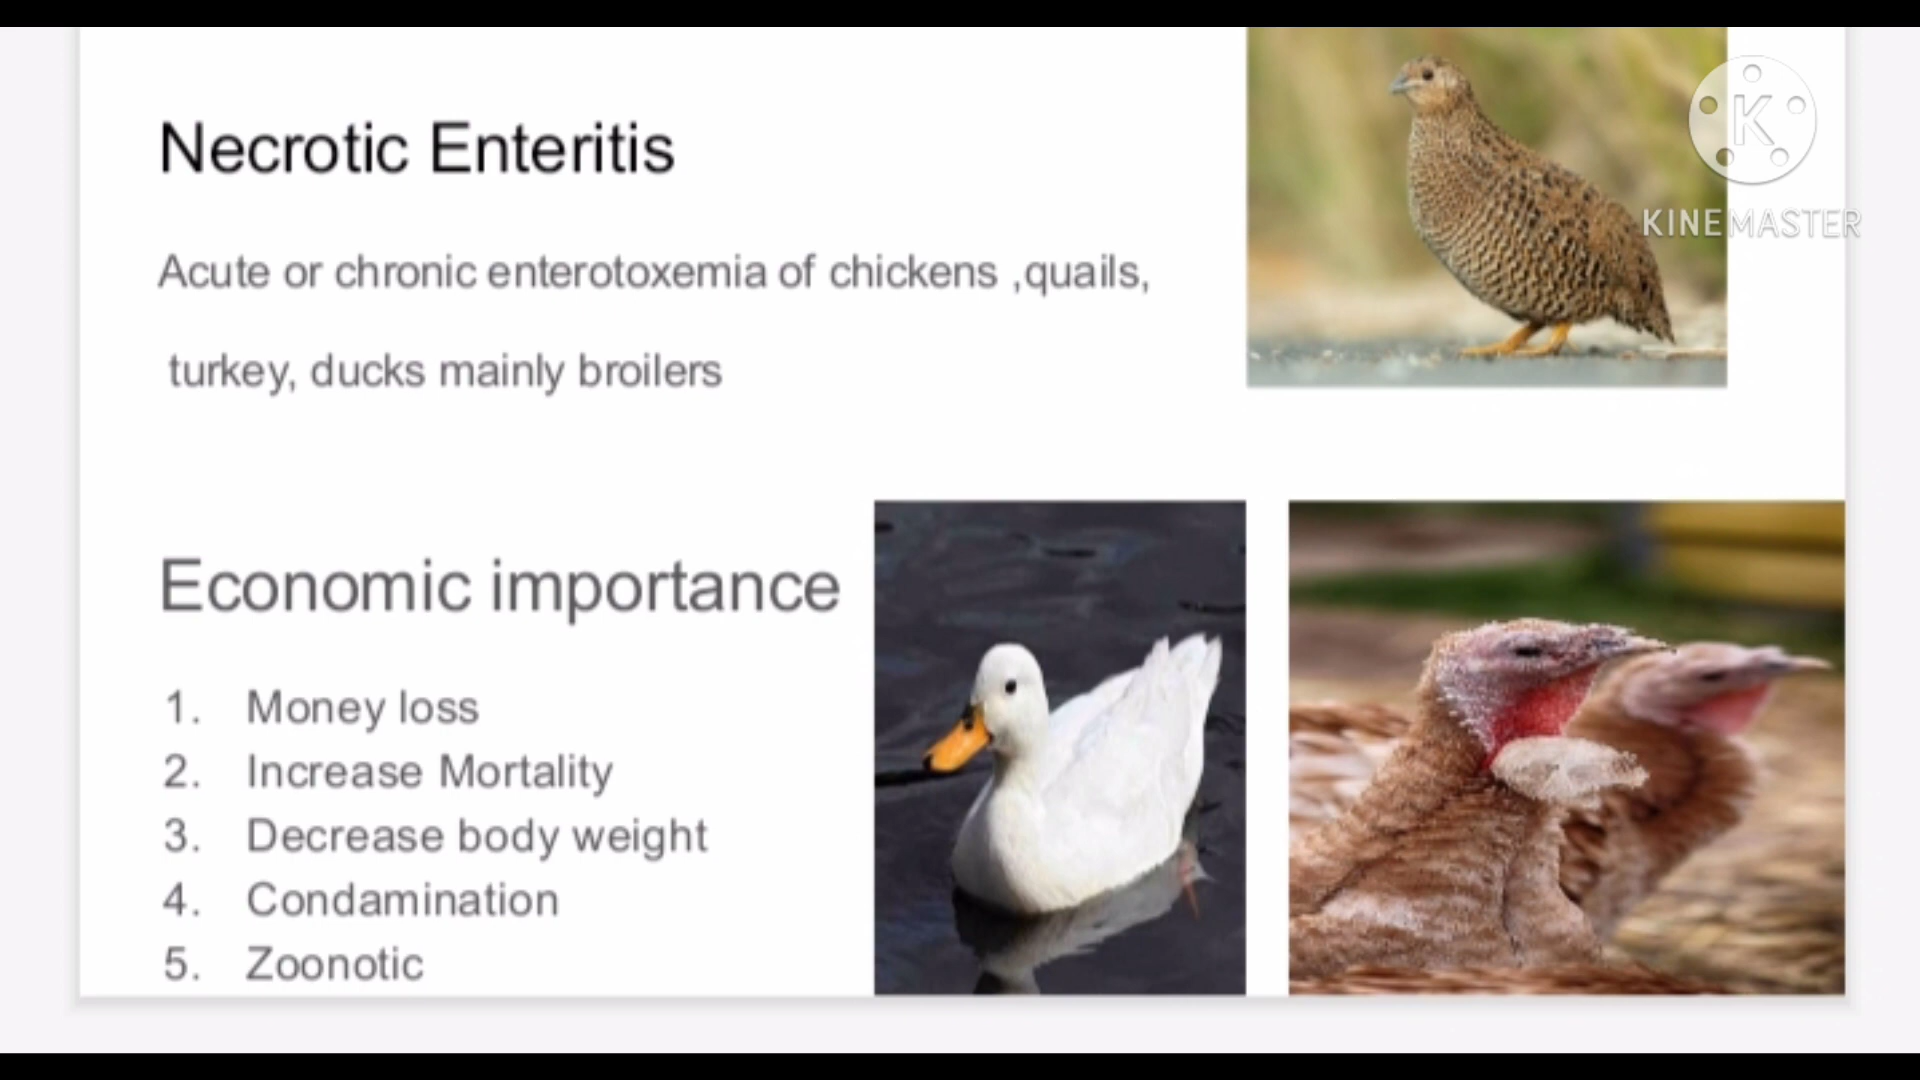 Necrotic Enteritis
Acute or chronic enterotoxemia of chickens ,quails,
turkey, ducks mainly broilers
Economic importance
1. Money loss
2. Increase Mortality
3. Decrease body weight
4. Condamination
5. Zoonotic
K
KINEMASTER